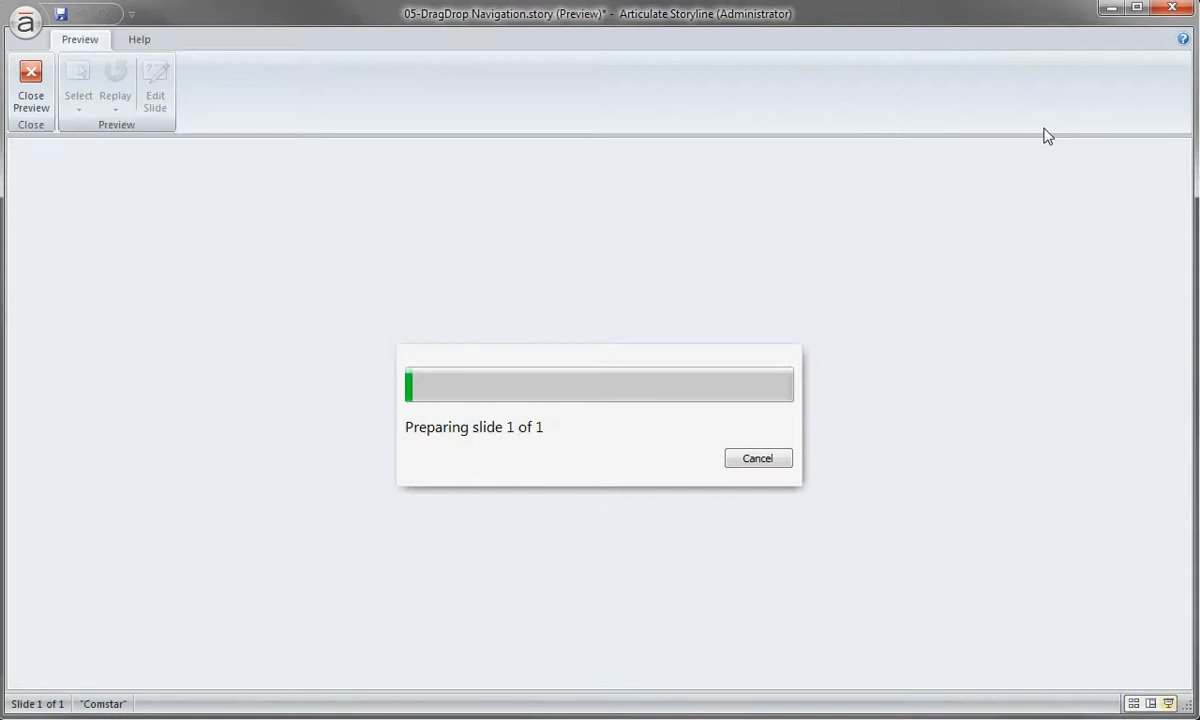 05-DragDrop Navigation.story (Preview)* - Articulate Storyline (Administrator)
Preview Help
Close Preview
Select
Replay
Edit Slide
Close
Preview
Preparing slide 1 of 1
Cancel
Slide 1 of 1 "Comstar"